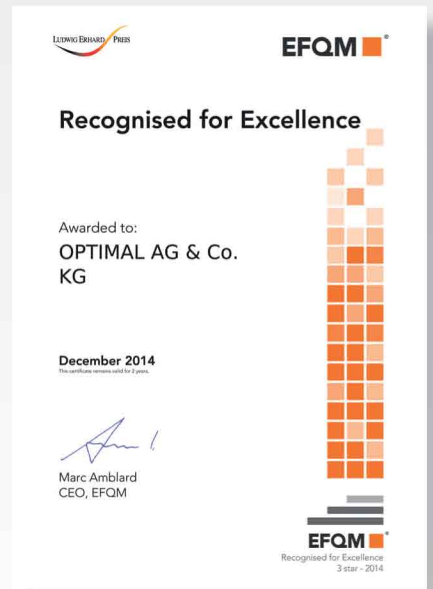 LUDWIG ERHARD PREIS
EFQM
Recognised for Excellence
Awarded to:
OPTIMAL AG & Co.
KG
December 2014
This certificate remains valid for 2 years.
Marc Amblard
CEO, EFQM
EFQM
Recognised for Excellence
3 star - 2014